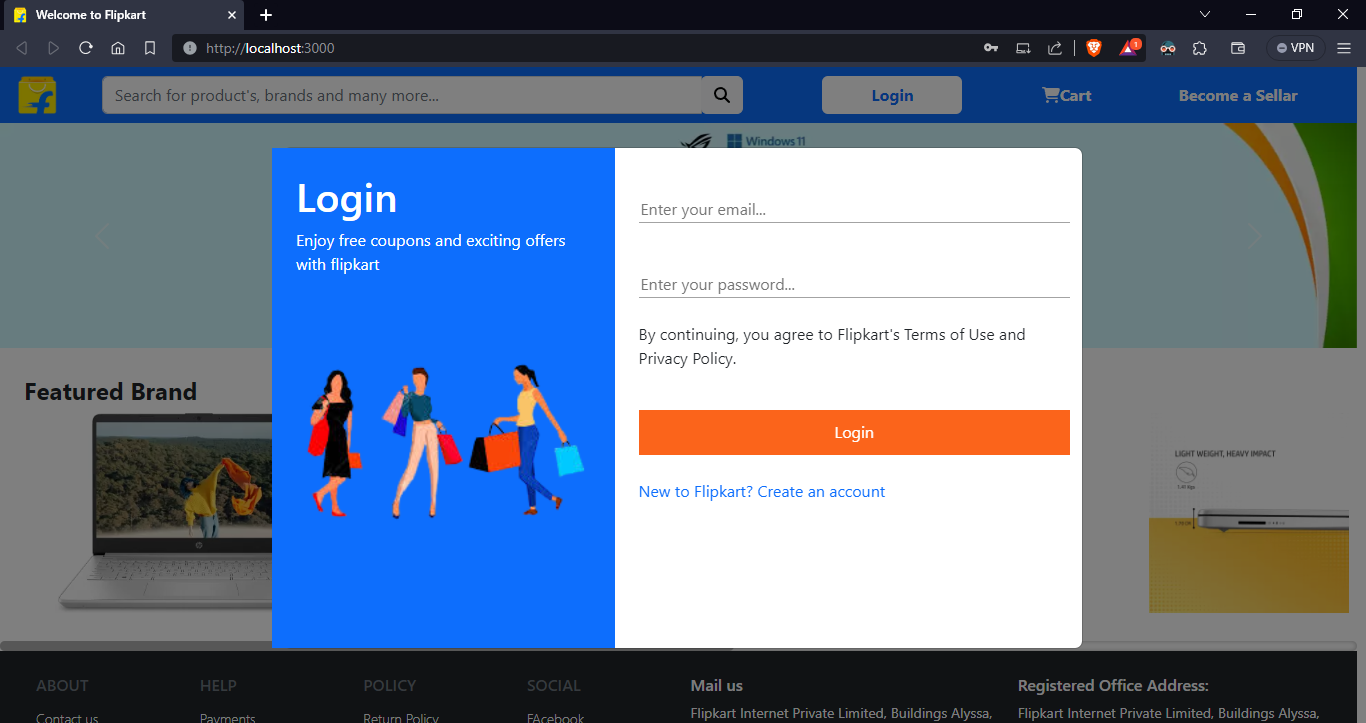 Welcome to Flipkart
http://localhost:3000
1
VPN
Search for product's, brands and many more...
Login
Cart
Become a Sellar
Windows 11
Login
Enjoy free coupons and exciting offers
with flipkart
Enter your email...
Enter your password...
By continuing, you agree to Flipkart's Terms of Use and
Privacy Policy.
Login
New to Flipkart? Create an account
Featured Brand
LIGHT WEIGHT, HEAVY IMPACT
ABOUT
HELP
POLICY
SOCIAL
Mail us
Registered Office Address:
Contact us
Payments
Return Policy
FAcebook
Flipkart Internet Private Limited, Buildings Alyssa,
Flipkart Internet Private Limited, Buildings Alyssa,